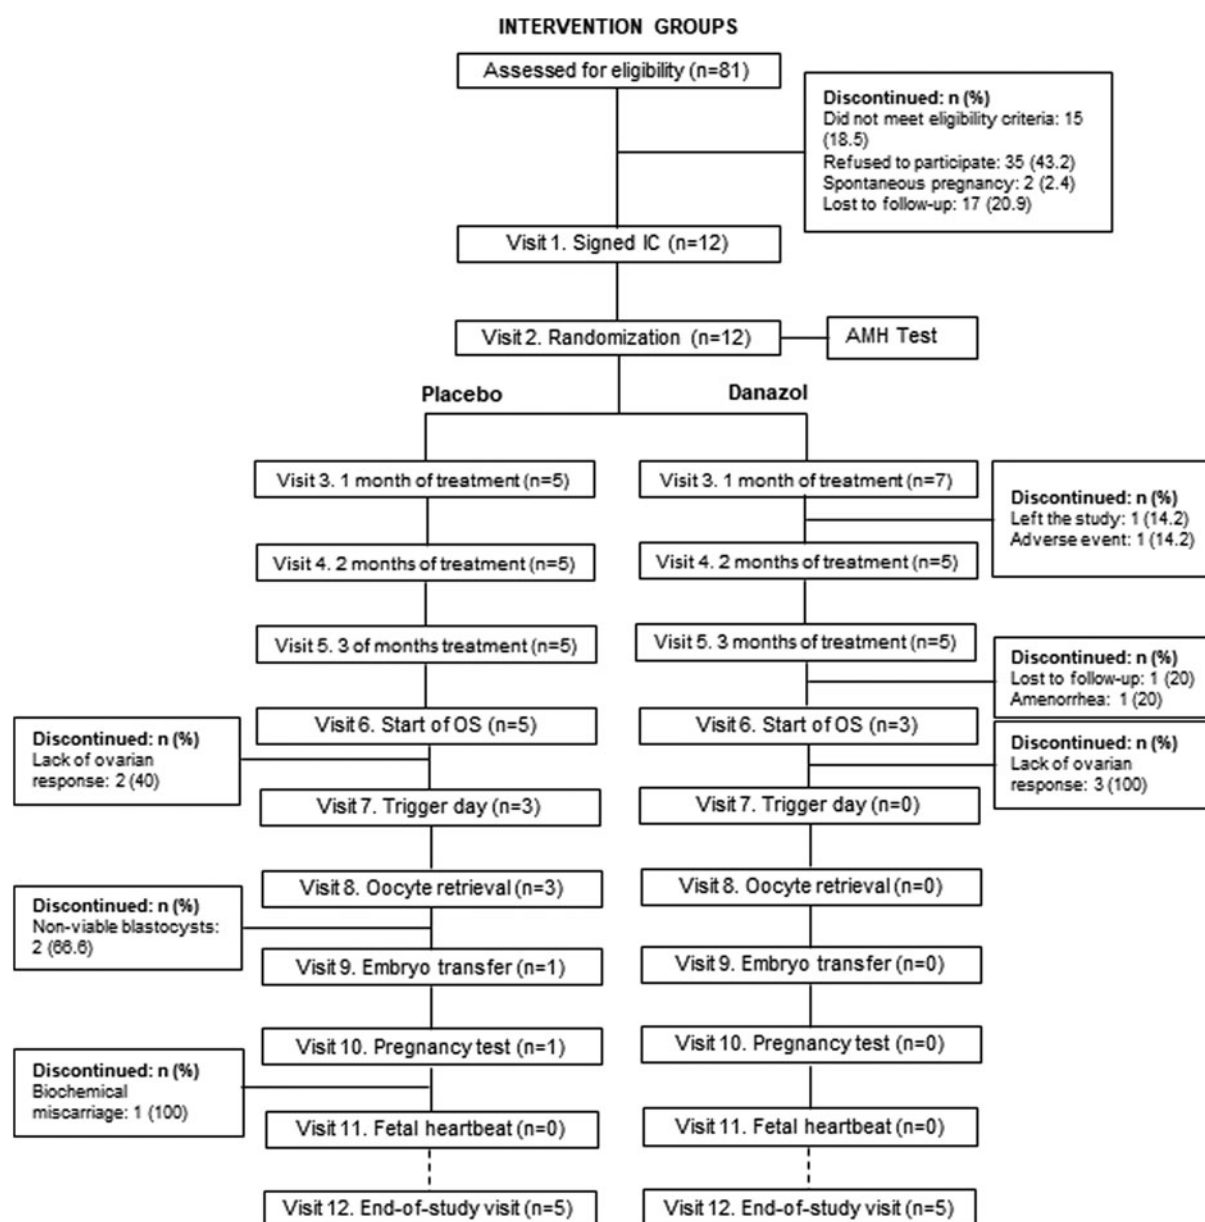 INTERVENTION GROUPS
Assessed for eligibility (n=81)
Discontinued: n (%)
Did not meet eligibility criteria: 15
(18.5)
Refused to participate: 35 (43.2)
Spontaneous pregnancy: 2 (2.4)
Lost to follow-up: 17 (20.9)
Visit 1. Signed IC (n=12)
Visit 2. Randomization (n=12)
AMH Test
Placebo
Danazol
Visit 3. 1 month of treatment (n=5)
Visit 3. 1 month of treatment (n=7)
Discontinued: n (%)
Left the study: 1 (14.2)
Adverse event: 1 (14.2)
Visit 4. 2 months of treatment (n=5)
Visit 4. 2 months of treatment (n=5)
Visit 5. 3 of months treatment (n=5)
Visit 5. 3 months of treatment (n=5)
Discontinued: n (%)
Lost to follow-up: 1 (20)
Amenorrhea: 1 (20)
Visit 6. Start of OS (n=5)
Visit 6. Start of OS (n=3)
Discontinued: n (%)
Lack of ovarian
response: 2 (40)
Discontinued: n (%)
Lack of ovarian
response: 3 (100)
Visit 7. Trigger day (n=3)
Visit 7. Trigger day (n=0)
Visit 8. Oocyte retrieval (n=3)
Visit 8. Oocyte retrieval (n=0)
Discontinued: n (%)
Non-viable blastocysts:
2 (66.6)
Visit 9. Embryo transfer (n=1)
Visit 9. Embryo transfer (n=0)
Visit 10. Pregnancy test (n=1)
Visit 10. Pregnancy test (n=0)
Discontinued: n (%)
Biochemical
miscarriage: 1 (100)
Visit 11. Fetal heartbeat (n=0)
Visit 11. Fetal heartbeat (n=0)
Visit 12. End-of-study visit (n=5)
Visit 12. End-of-study visit (n=5)